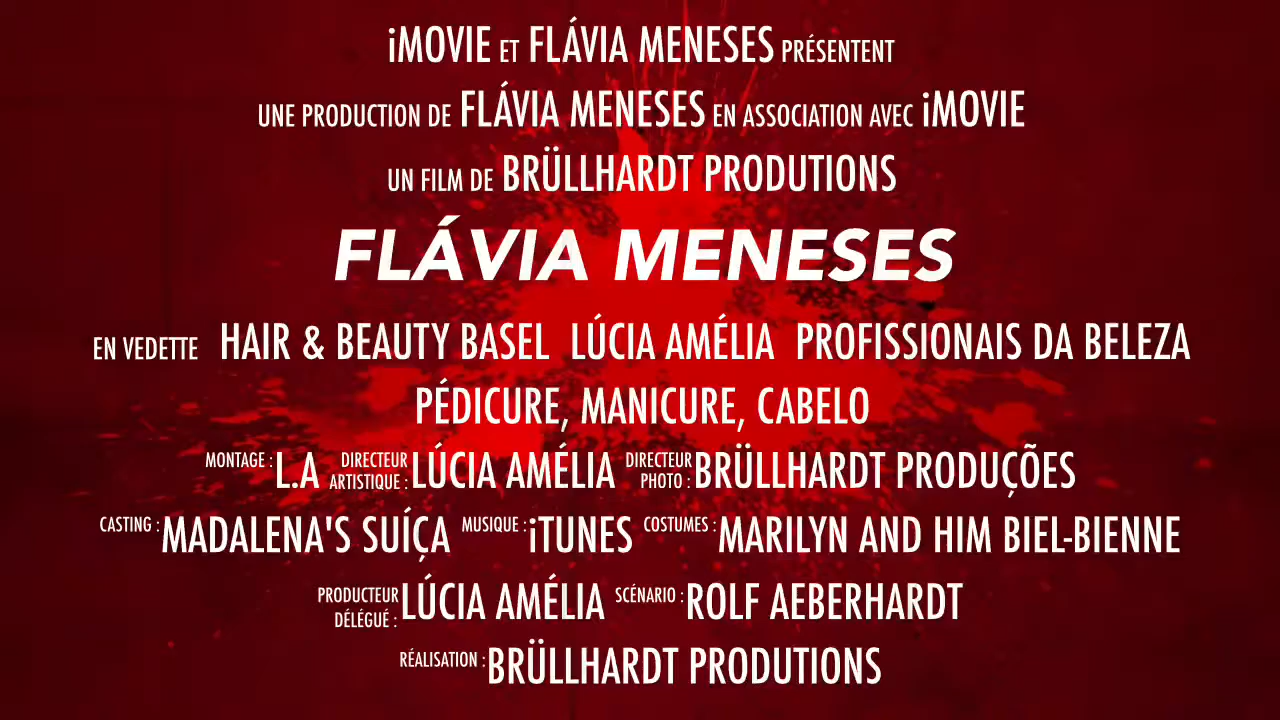 iMOVIE ET FLÁVIA MENESES PRÉSENTENT
UNE PRODUCTION DE FLÁVIA MENESES EN ASSOCIATION AVEC iMOVIE
UN FILM DE BRÜLLHARDT PRODUTIONS
FLÁVIA MENESES
EN VEDETTE HAIR & BEAUTY BASEL LÚCIA AMÉLIA PROFISSIONAIS DA BELEZA
PÉDICURE, MANICURE, CABELO
MONTAGE : L.A DIRECTEUR ARTISTIQUE : LÚCIA AMÉLIA DIRECTEUR PHOTO : BRÜLLHARDT PRODUÇÕES
CASTING : MADALENA'S SUÍÇA MUSIQUE : iTUNES COSTUMES : MARILYN AND HIM BIEL-BIENNE
PRODUCTEUR DÉLÉGUÉ : LÚCIA AMÉLIA SCÉNARIO : ROLF AEBERHARDT
RÉALISATION : BRÜLLHARDT PRODUTIONS